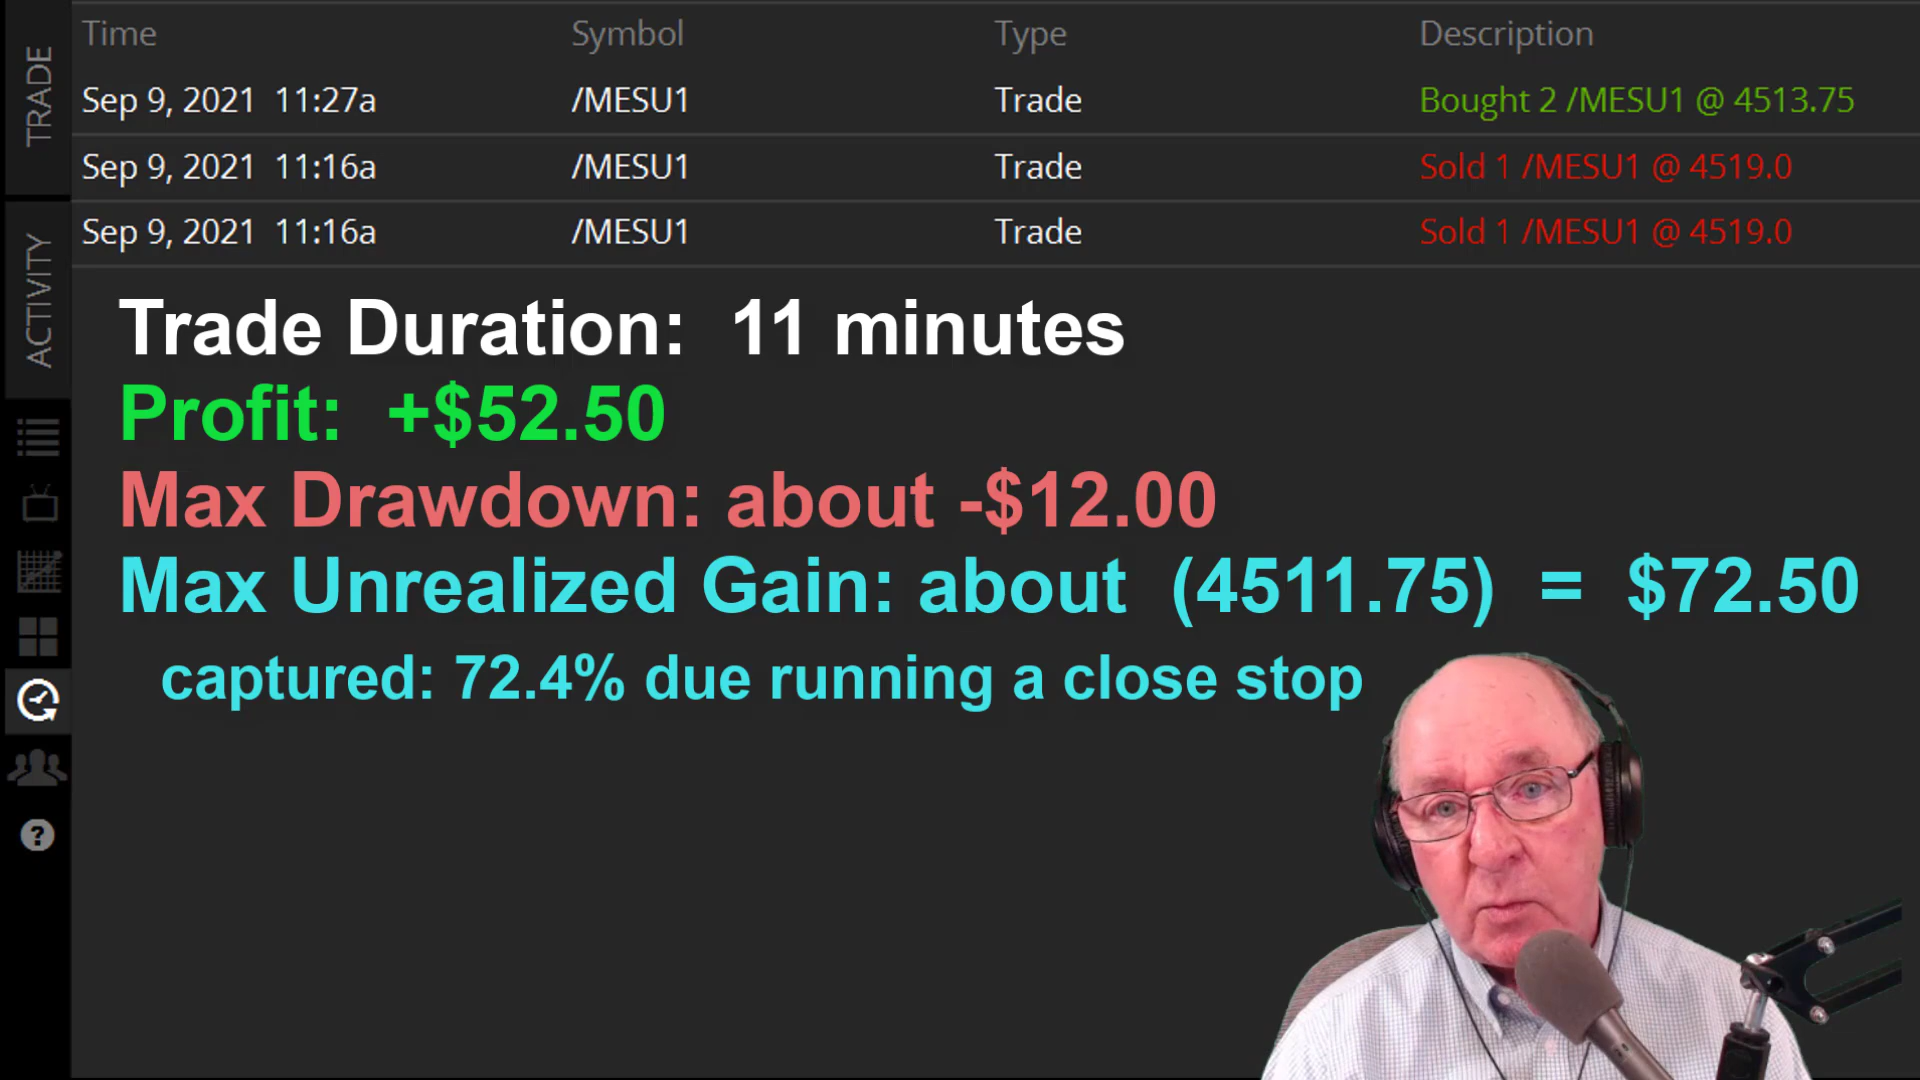 Time Symbol Type Description
Sep 9, 2021 11:27a /MESU1 Trade Bought 2 /MESU1 @ 4513.75
Sep 9, 2021 11:16a /MESU1 Trade Sold 1 /MESU1 @ 4519.0
Sep 9, 2021 11:16a /MESU1 Trade Sold 1 /MESU1 @ 4519.0
TRADE
ACTIVITY
Trade Duration: 11 minutes
Profit: +$52.50
Max Drawdown: about -$12.00
Max Unrealized Gain: about (4511.75) = $72.50
captured: 72.4% due running a close stop
?